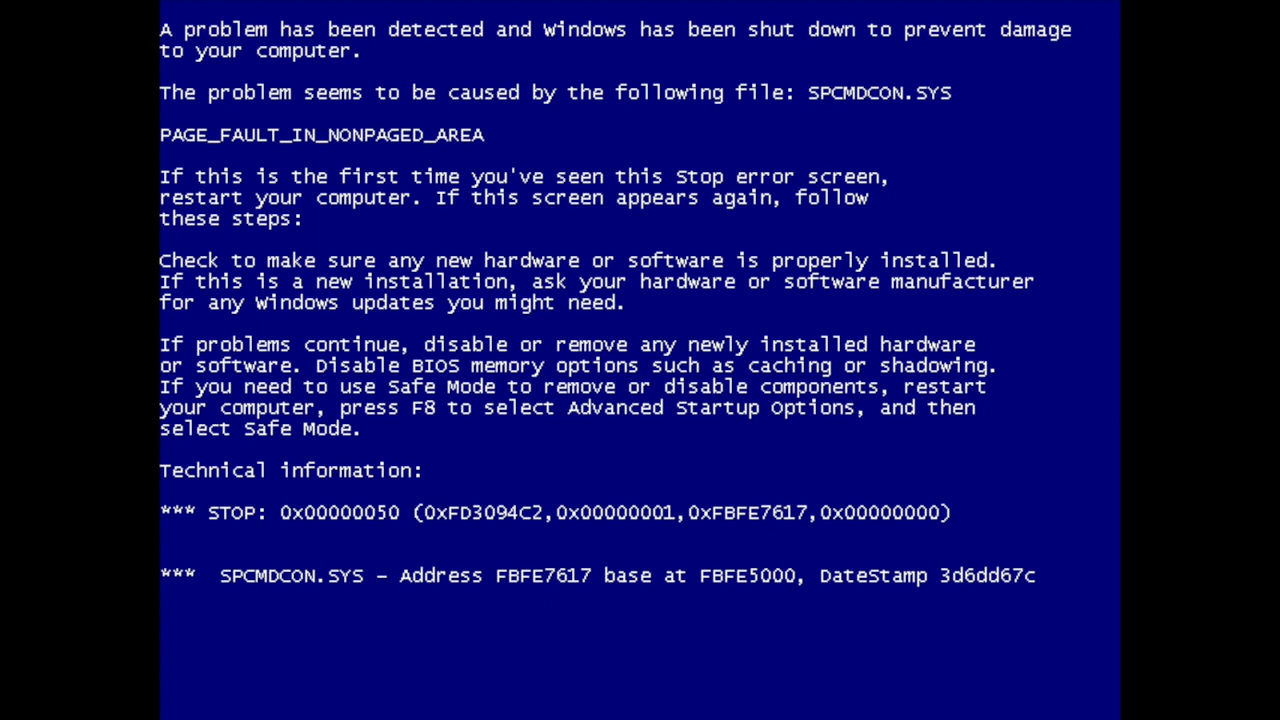 A problem has been detected and Windows has been shut down to prevent damage
to your computer.
The problem seems to be caused by the following file: SPCMDCON.SYS
PAGE_FAULT_IN_NONPAGED_AREA
If this is the first time you've seen this Stop error screen,
restart your computer. If this screen appears again, follow
these steps:
Check to make sure any new hardware or software is properly installed.
If this is a new installation, ask your hardware or software manufacturer
for any Windows updates you might need.
If problems continue, disable or remove any newly installed hardware
or software. Disable BIOS memory options such as caching or shadowing.
If you need to use Safe Mode to remove or disable components, restart
your computer, press F8 to select Advanced Startup Options, and then
select Safe Mode.
Technical information:
*** STOP: 0x00000050 (0xFD3094C2,0x00000001,0xFBFE7617,0x00000000)
***  SPCMDCON.SYS - Address FBFE7617 base at FBFE5000, DateStamp 3d6dd67c